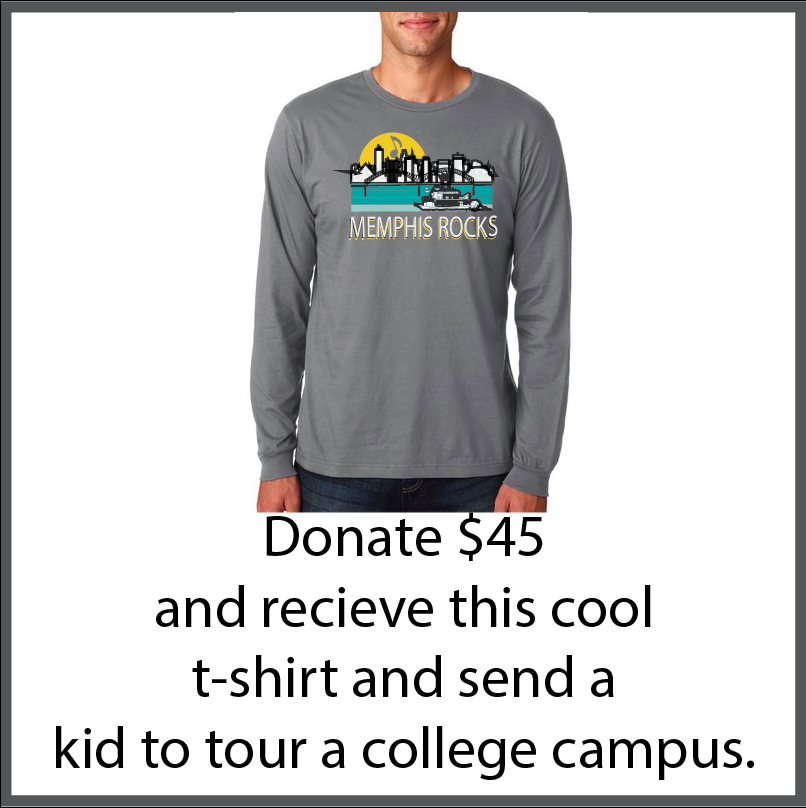 MEMPHIS ROCKS
Donate $45
and recieve this cool
t-shirt and send a
kid to tour a college campus.